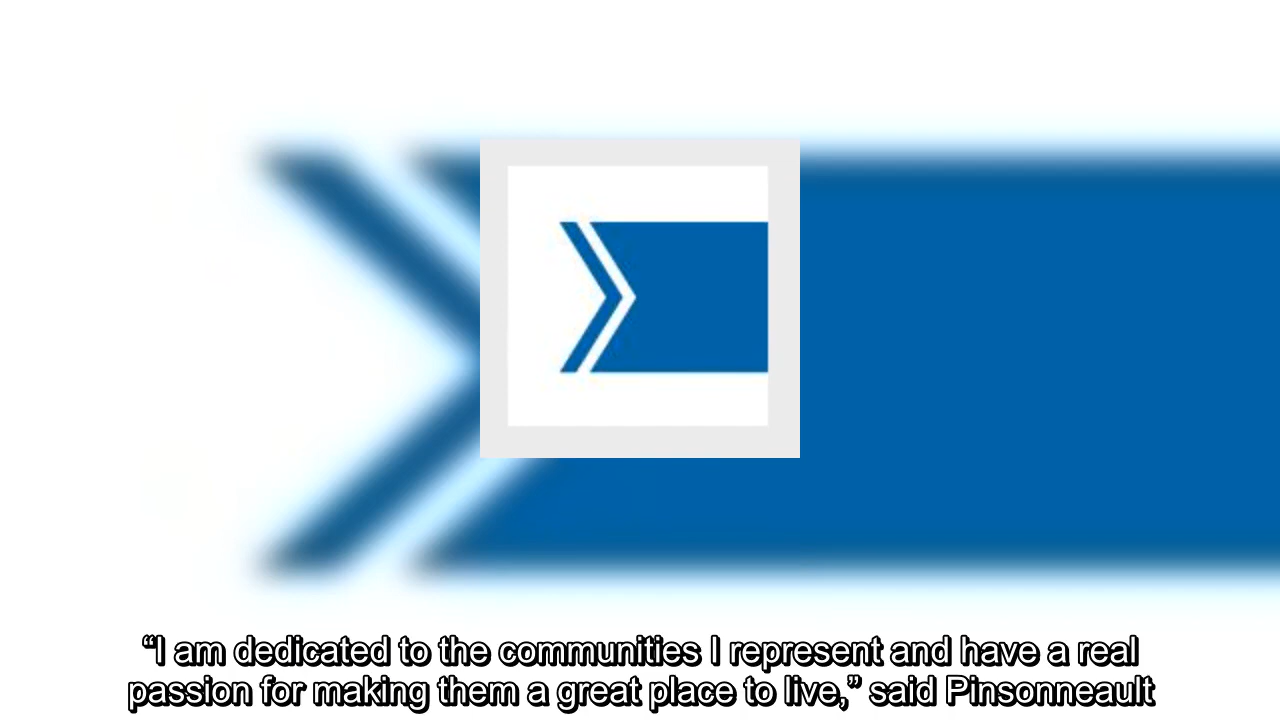 “I am dedicated to the communities I represent and have a real
passion for making them a great place to live,” said Pinsonneault